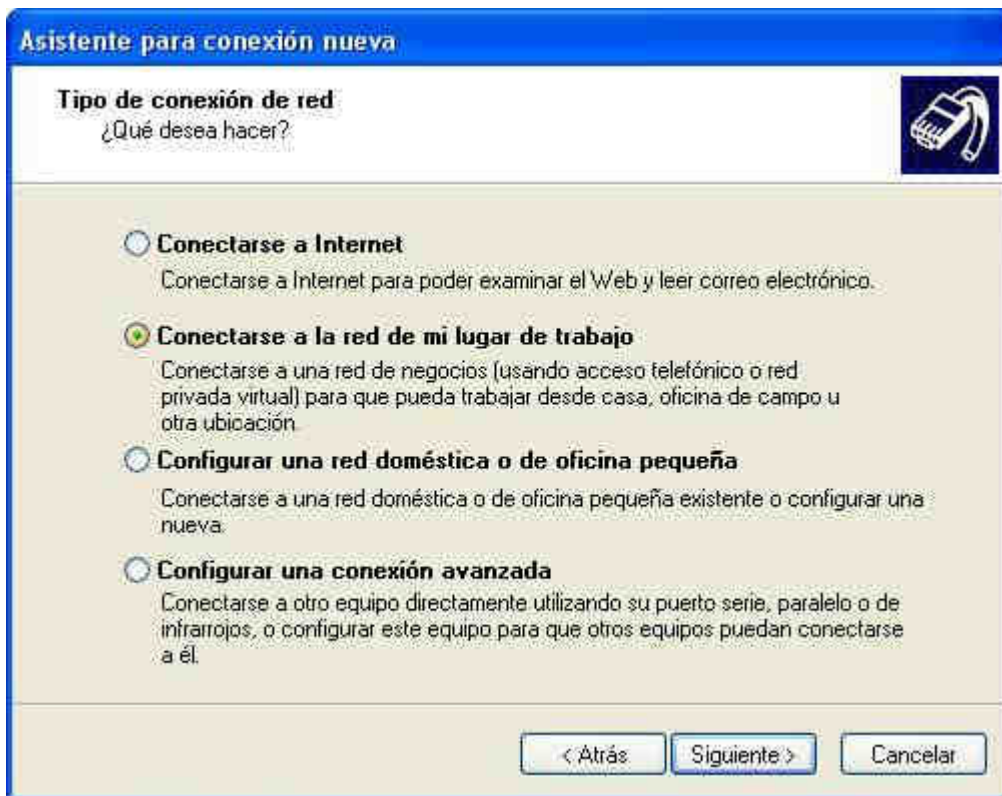 Asistente para conexión nueva
Tipo de conexión de red
¿Qué desea hacer?
Conectarse a Internet
Conectarse a Internet para poder examinar el Web y leer correo electrónico.
Conectarse a la red de mi lugar de trabajo
Conectarse a una red de negocios (usando acceso telefónico o red
privada virtual) para que pueda trabajar desde casa, oficina de campo u
otra ubicación.
Configurar una red doméstica o de oficina pequeña
Conectarse a una red doméstica o de oficina pequeña existente o configurar una
nueva.
Configurar una conexión avanzada
Conectarse a otro equipo directamente utilizando su puerto serie, paralelo o de
infrarrojos, o configurar este equipo para que otros equipos puedan conectarse
a él.
< Atrás
Siguiente >
Cancelar